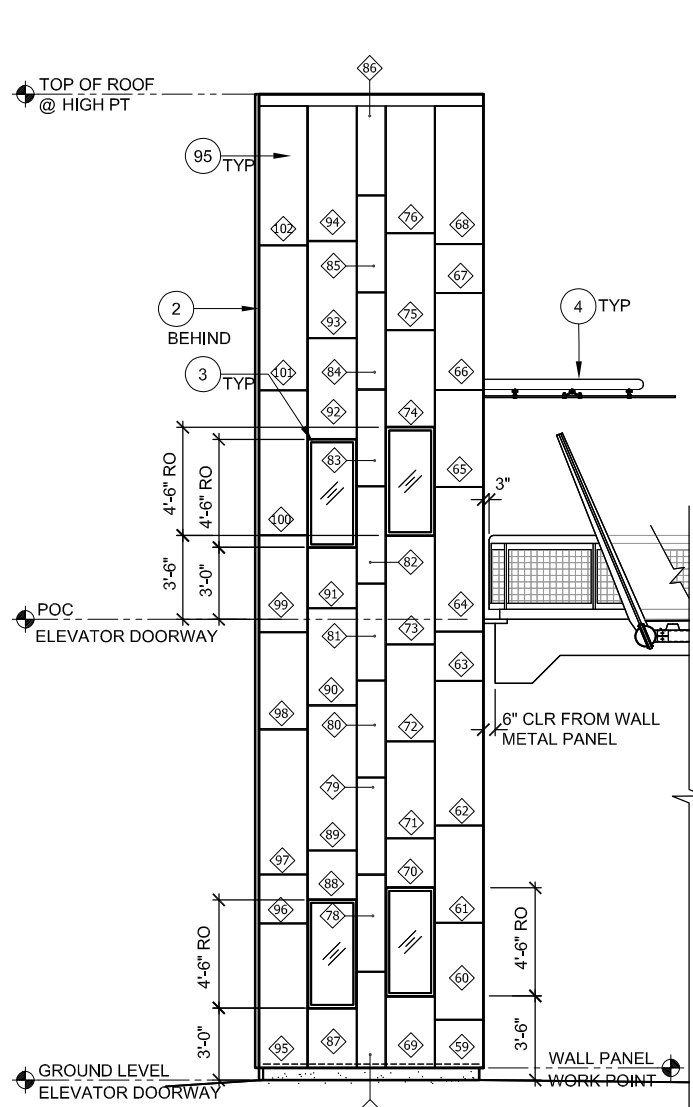 86
TOP OF ROOF
@ HIGH PT
95
TYP
102
94
76
68
85
67
2
BEHIND
93
75
4 TYP
3
TYP
101
84
66
92
74
83
65
4'-6" RO
4'-6" RO
3"
100
82
3'-6"
3'-0"
91
99
64
POC
ELEVATOR DOORWAY
81
73
63
90
98
80
72
6" CLR FROM WALL
METAL PANEL
79
62
89
71
97
88
70
96
78
61
4'-6" RO
4'-6" RO
60
95
87
69
59
3'-0"
3'-6"
GROUND LEVEL
ELEVATOR DOORWAY
WALL PANEL
WORK POINT